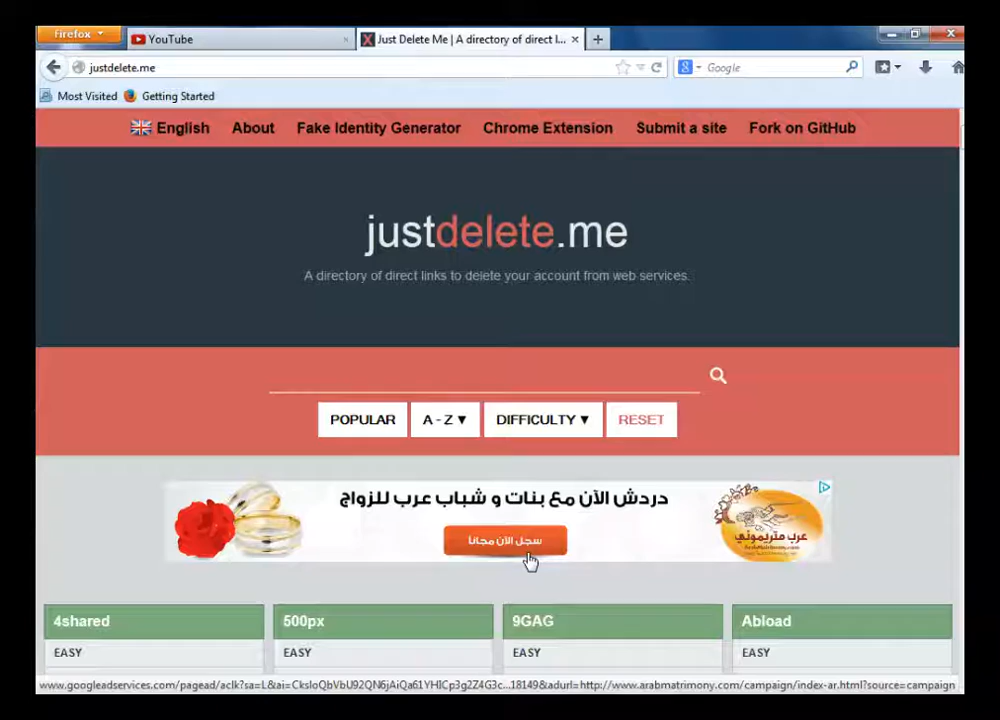 Firefox
YouTube
Just Delete Me | A directory of direct l...
justdelete.me
Google
Most Visited
Getting Started
English
About
Fake Identity Generator
Chrome Extension
Submit a site
Fork on GitHub
justdelete.me
A directory of direct links to delete your account from web services.
POPULAR
A - Z ▼
DIFFICULTY ▼
RESET
دردش الآن مع بنات و شباب عرب للزواج
سجل الآن مجاناً
عرب متريموني
4shared
500px
9GAG
Abload
EASY
EASY
EASY
EASY